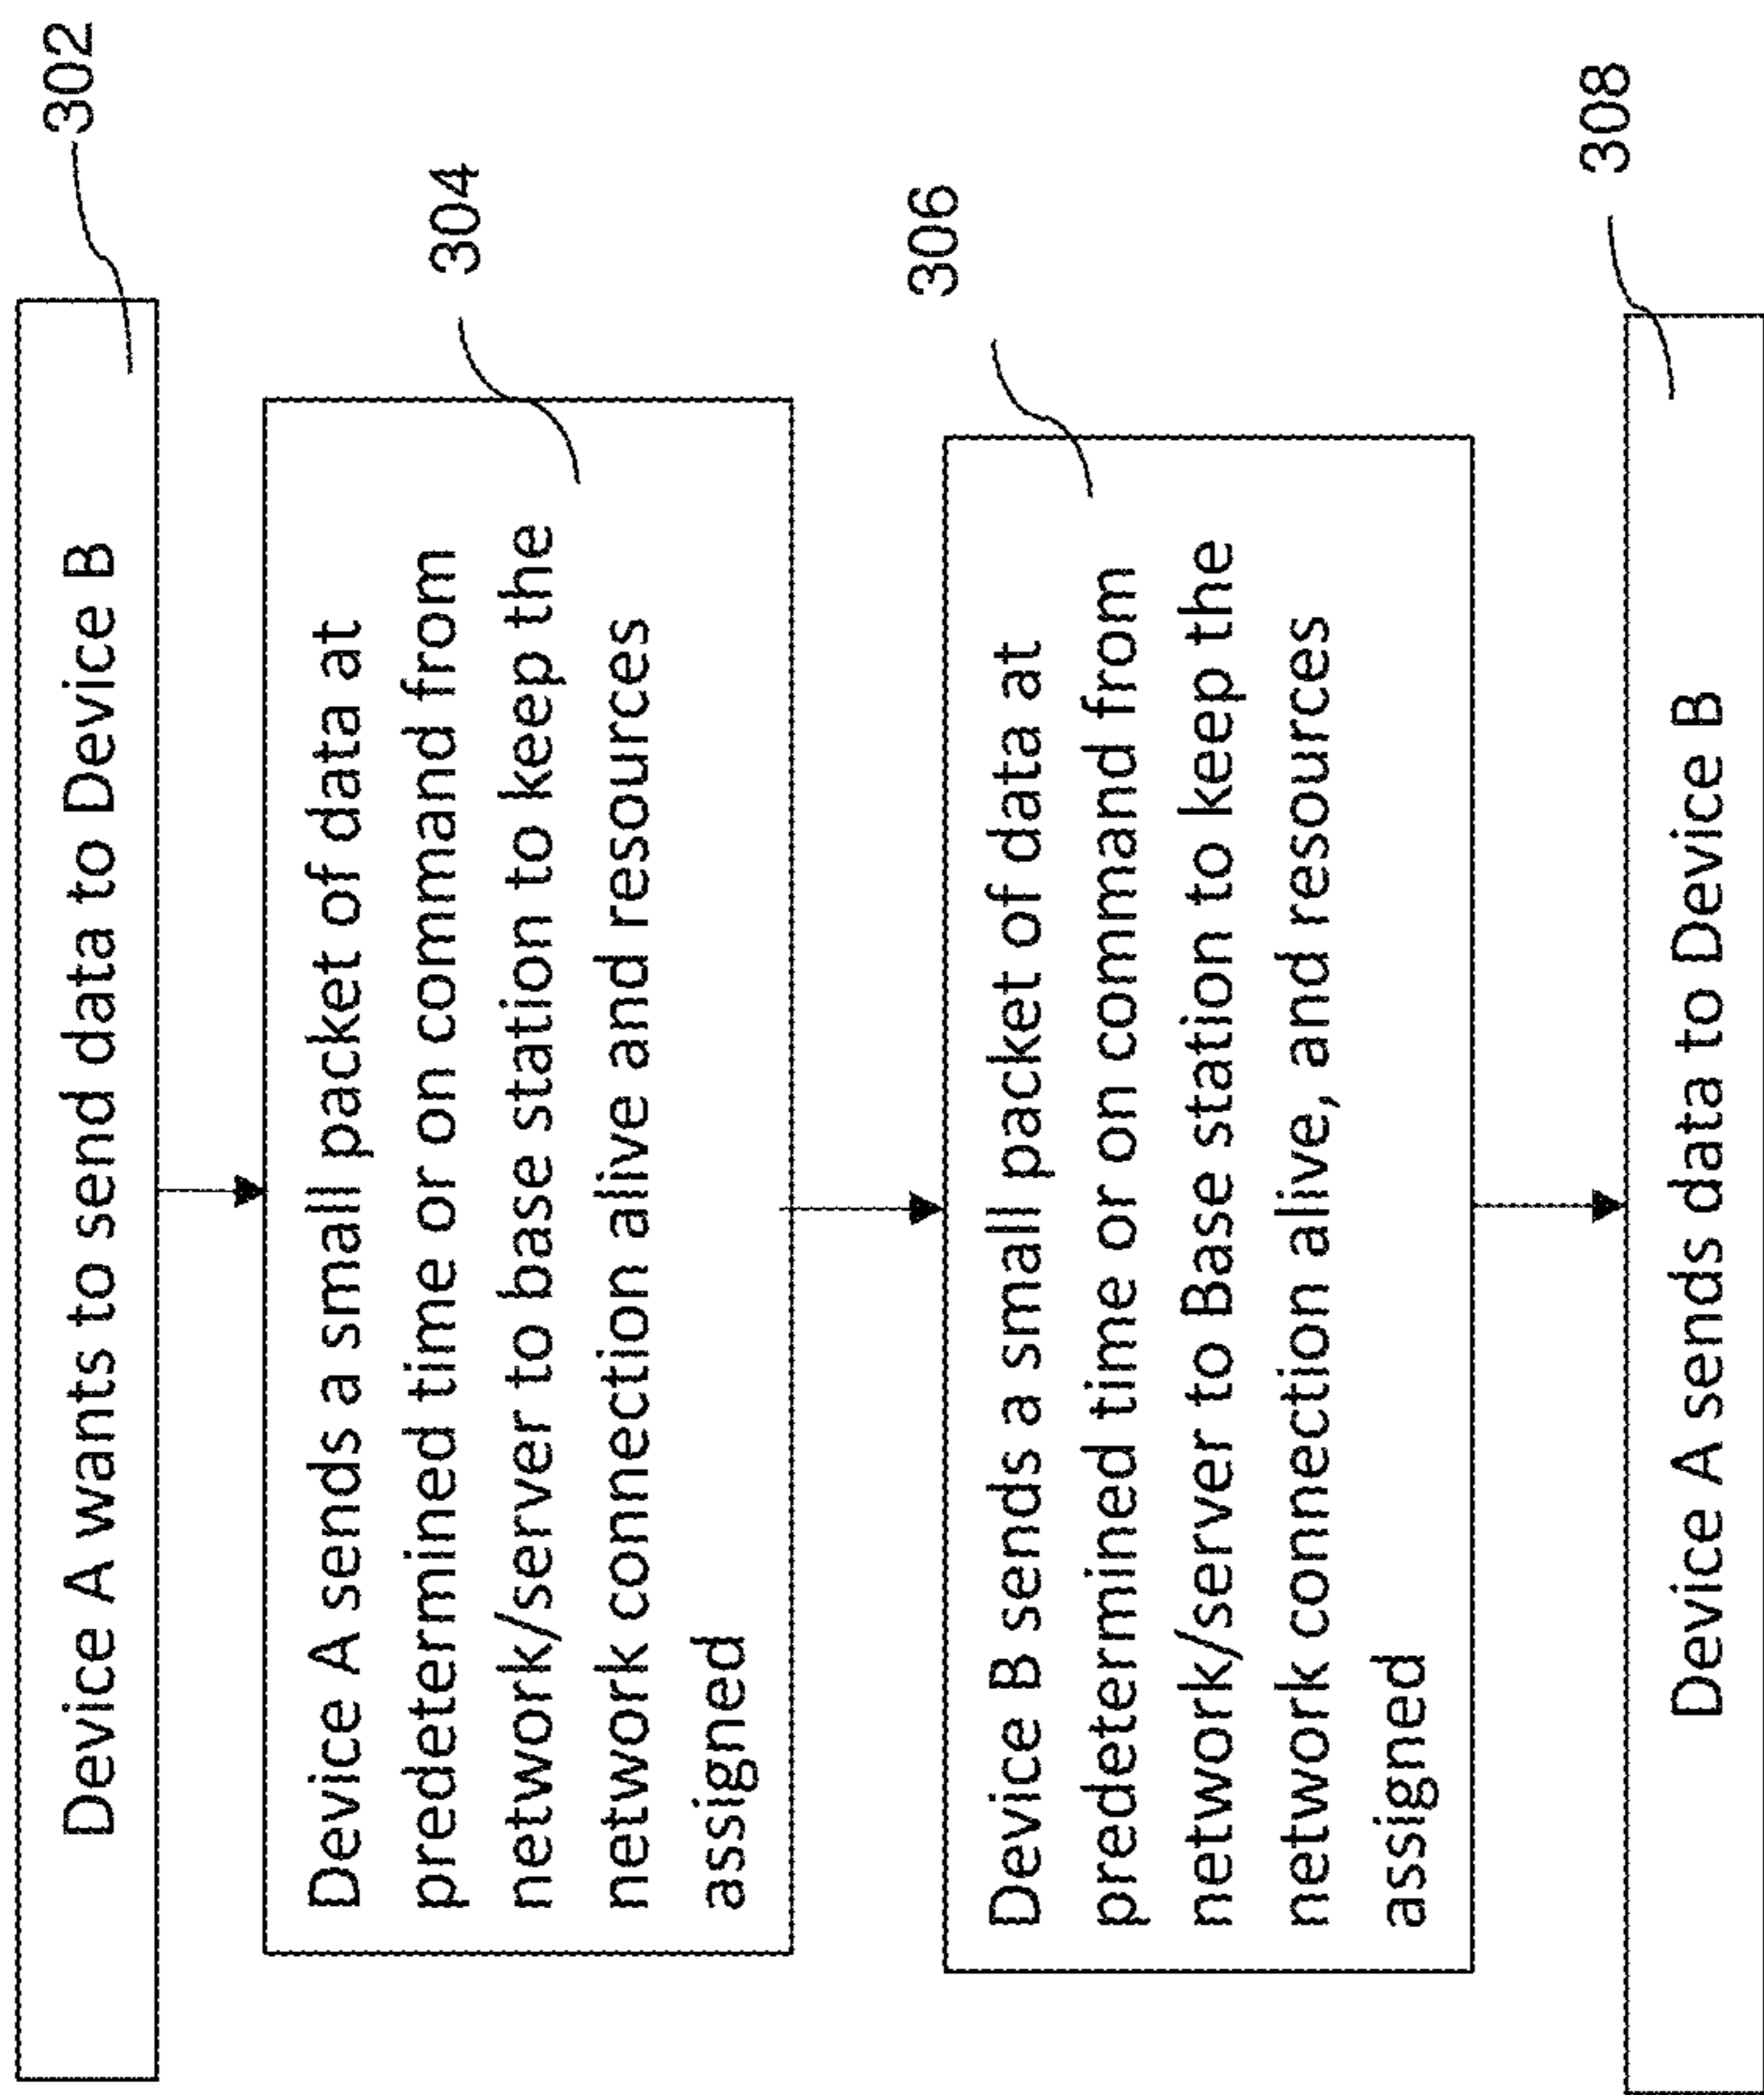 302
Device A wants to send data to Device B
304
Device A sends a small packet of data at
predetermined time or on command from
network/server to base station to keep the
network connection alive and resources
assigned
306
Device B sends a small packet of data at
predetermined time or on command from
network/server to Base station to keep the
network connection alive, and resources
assigned
308
Device A sends data to Device B